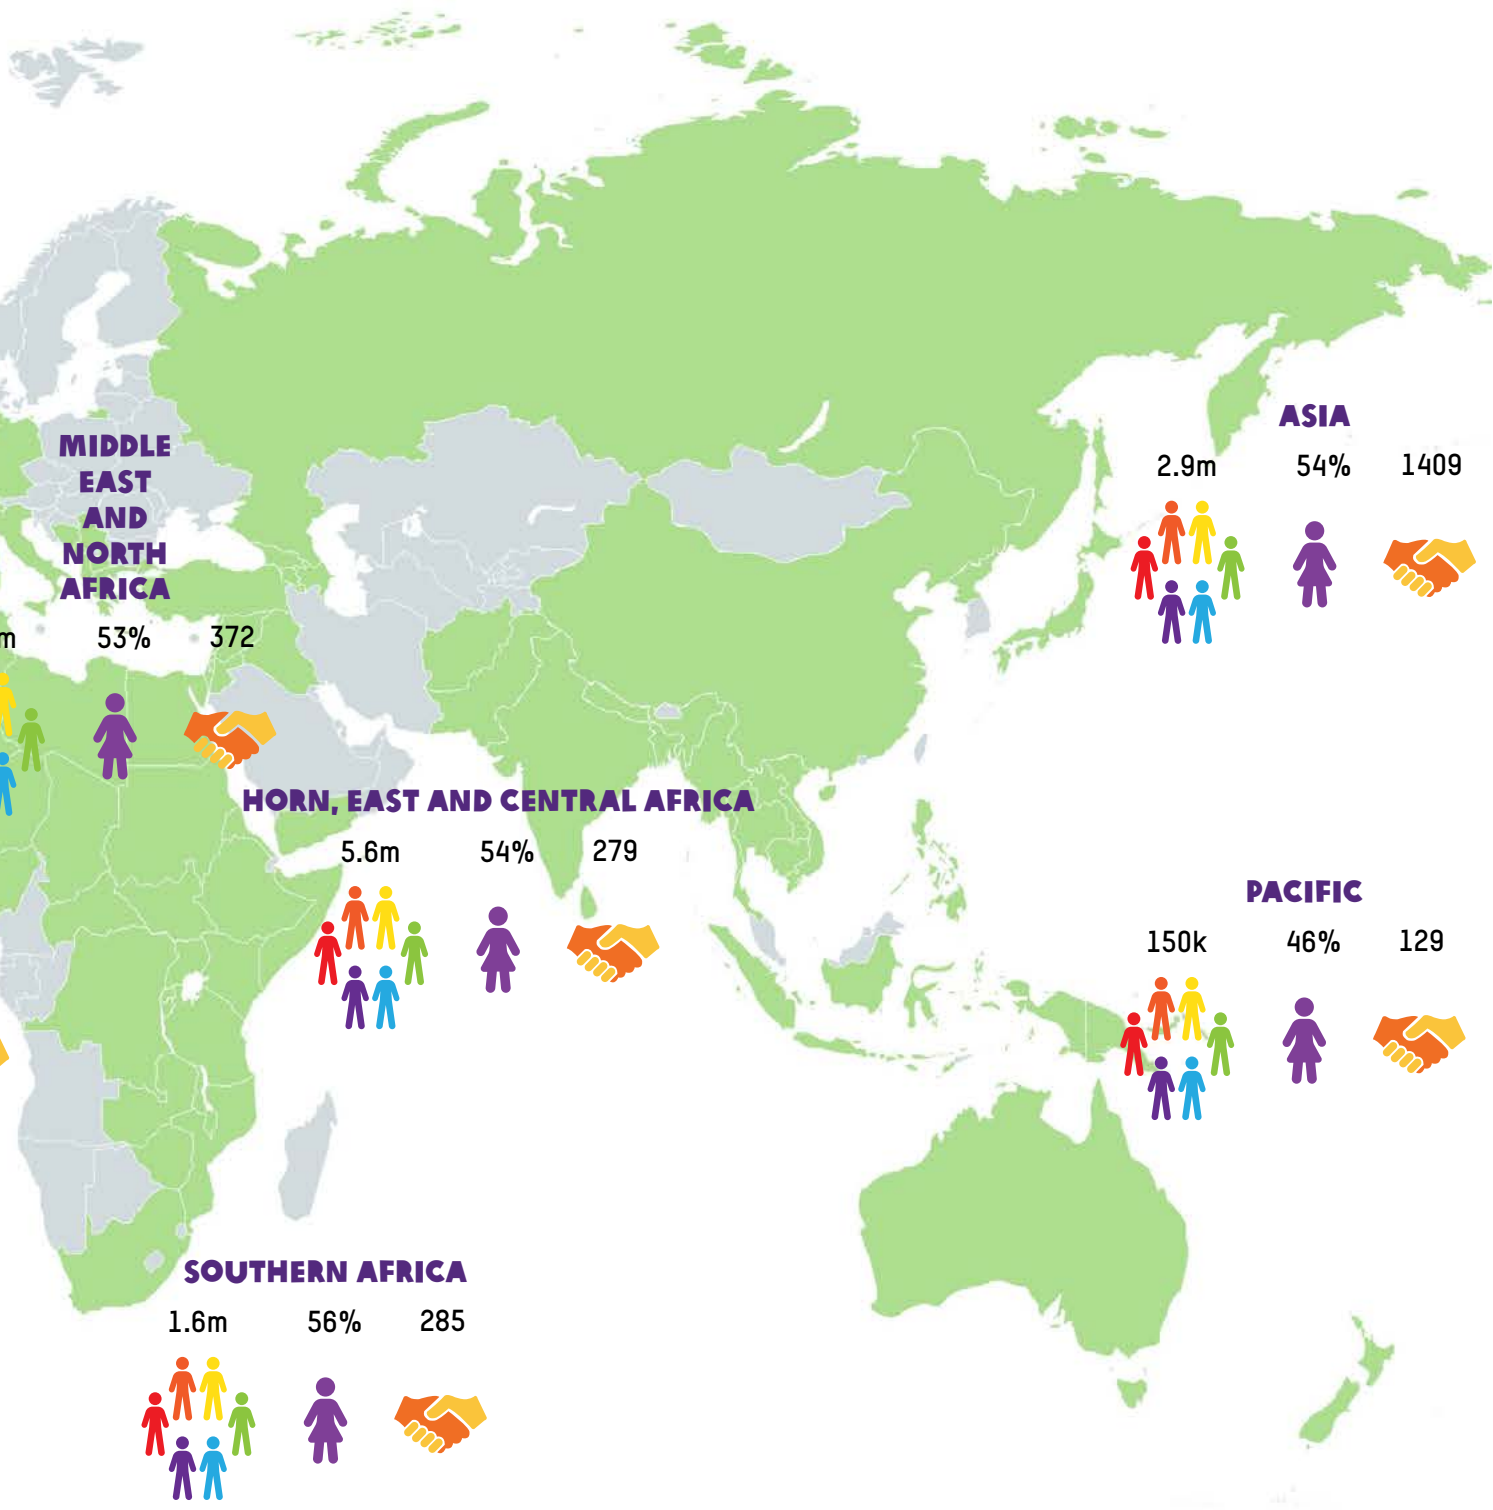 ASIA
2.9m 54% 1409
MIDDLE
EAST
AND
NORTH
AFRICA
m 53% 372
HORN, EAST AND CENTRAL AFRICA
5.6m 54% 279
PACIFIC
150k 46% 129
SOUTHERN AFRICA
1.6m 56% 285